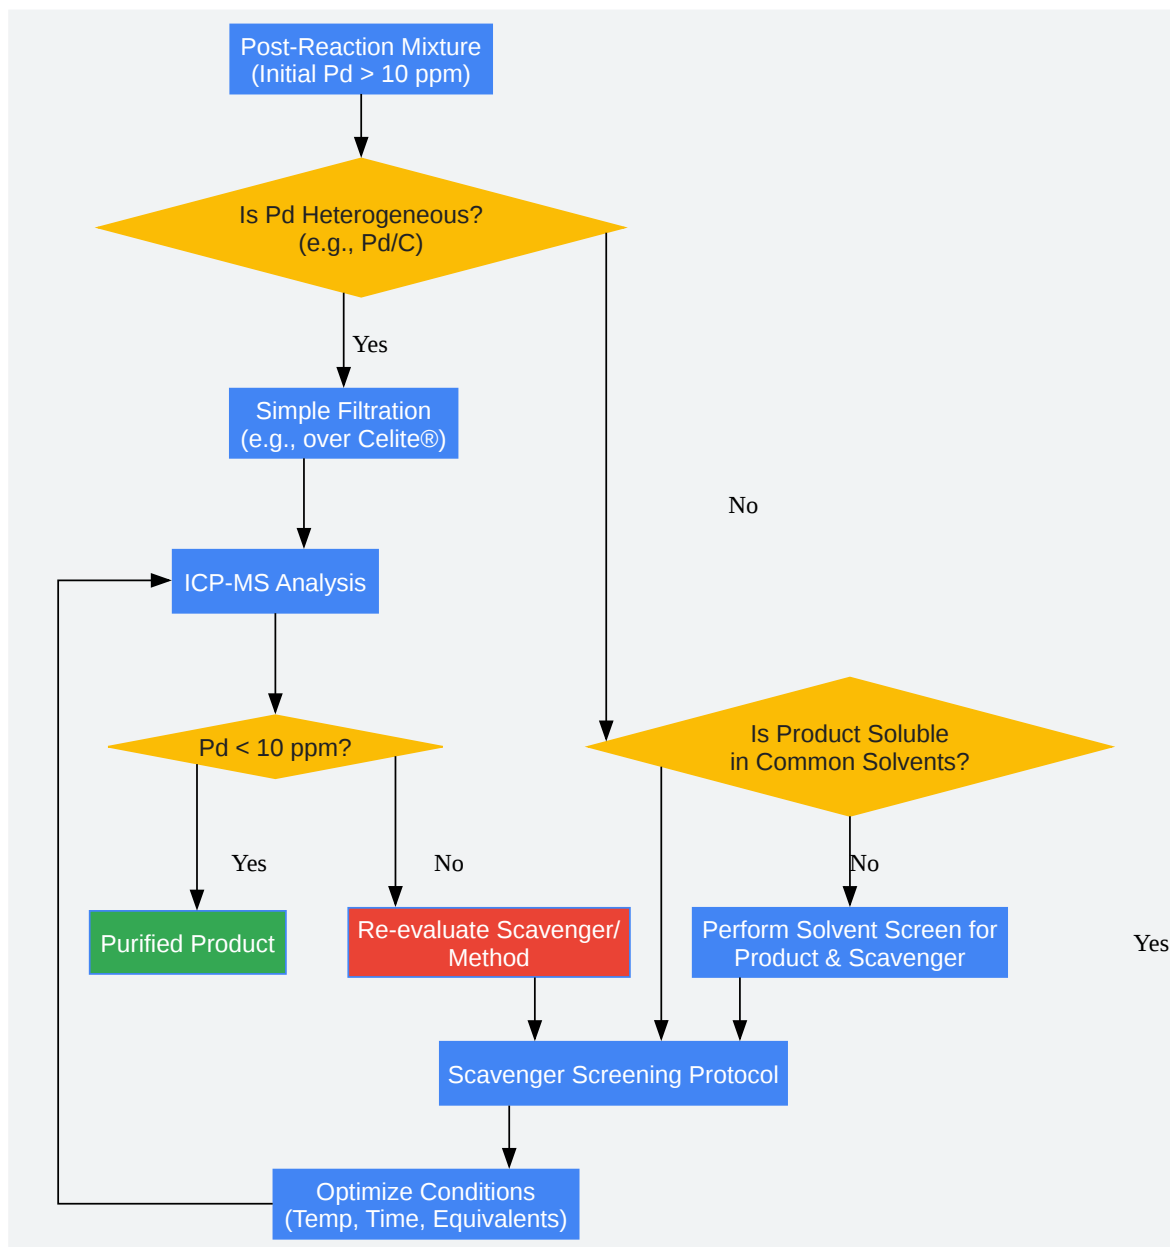 Post-Reaction Mixture
(Initial Pd > 10 ppm)
Is Pd Heterogeneous?
(e.g., Pd/C)
Yes
Simple Filtration
(e.g., over Celite®)
No
ICP-MS Analysis
Pd < 10 ppm?
Is Product Soluble
in Common Solvents?
Yes
No
No
Purified Product
Re-evaluate Scavenger/
Method
Perform Solvent Screen for
Product & Scavenger
Yes
Scavenger Screening Protocol
Optimize Conditions
(Temp, Time, Equivalents)